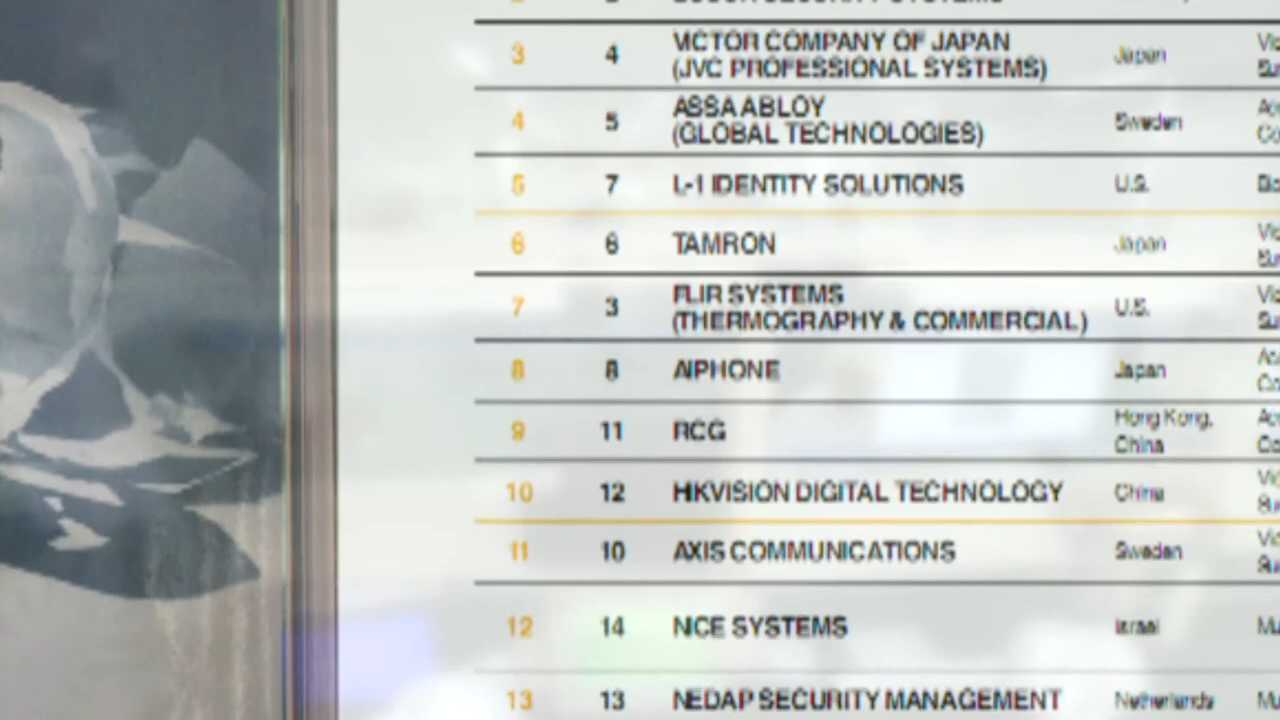 3 4 VICTOR COMPANY OF JAPAN Japan
(JVC PROFESSIONAL SYSTEMS)
4 5 ASSA ABLOY Sweden
(GLOBAL TECHNOLOGIES)
5 7 L-1 IDENTITY SOLUTIONS U.S.
6 6 TAMRON Japan
7 3 FLIR SYSTEMS U.S.
(THERMOGRAPHY & COMMERCIAL)
8 8 AIPHONE Japan
9 11 RCG Hong Kong,
China
10 12 HIKVISION DIGITAL TECHNOLOGY China
11 10 AXIS COMMUNICATIONS Sweden
12 14 NICE SYSTEMS Israel
13 13 NEDAP SECURITY MANAGEMENT Netherlands